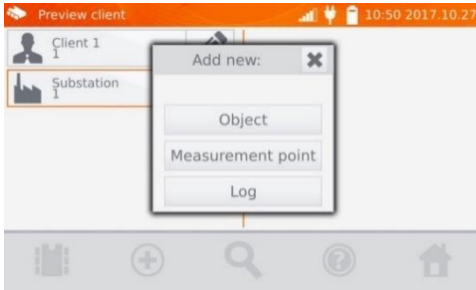 Preview client
10:50 2017.10.27
Client 1
1
Substation
1
Add new:
Object
Measurement point
Log